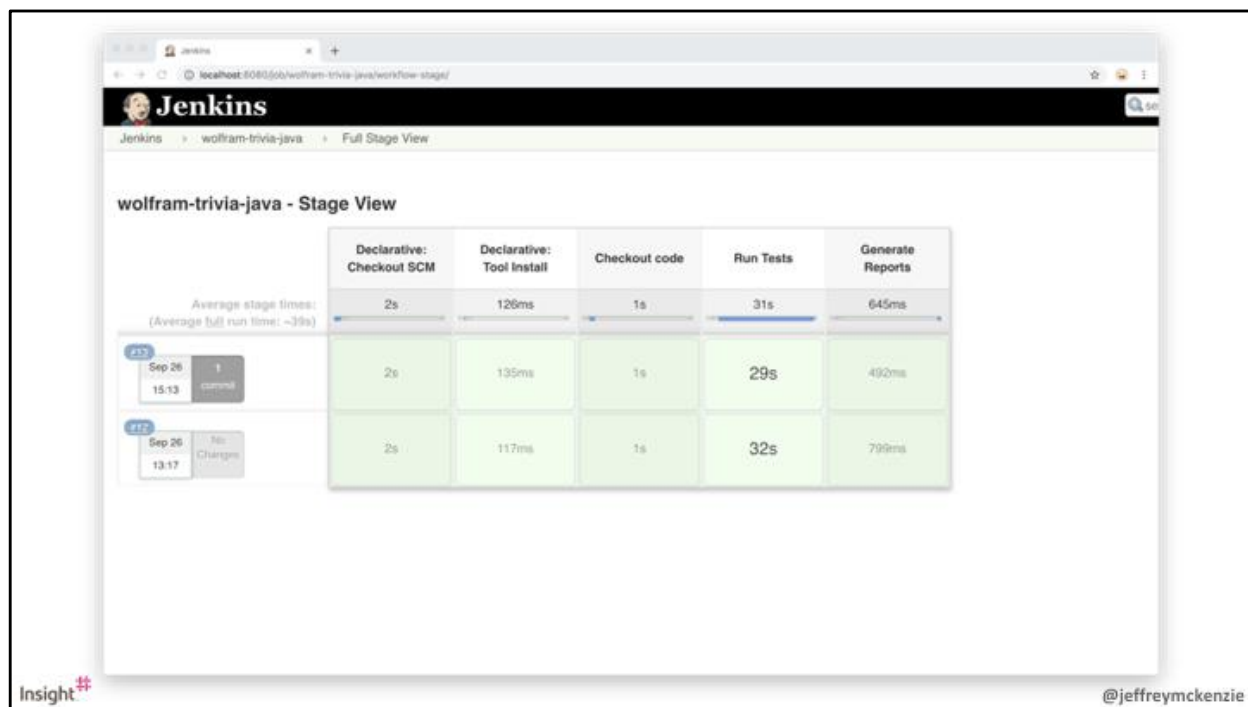 Jenkins
localhost:8080/job/wolfram-trivia-java/workflow-stage/
Jenkins
Jenkins › wolfram-trivia-java › Full Stage View
wolfram-trivia-java - Stage View
Declarative: Checkout SCM
Declarative: Tool Install
Checkout code
Run Tests
Generate Reports
Average stage times:
(Average full run time: ~39s)
2s
126ms
1s
31s
645ms
#13
Sep 26
15:13
1
commit
2s
135ms
1s
29s
492ms
#12
Sep 26
13:17
No
Changes
2s
117ms
1s
32s
799ms
Insight
@jeffreymckenzie